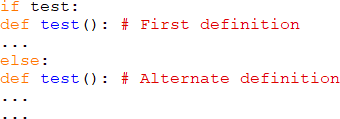 if test:
def test(): # First definition
...
else:
def test(): # Alternate definition
...
...